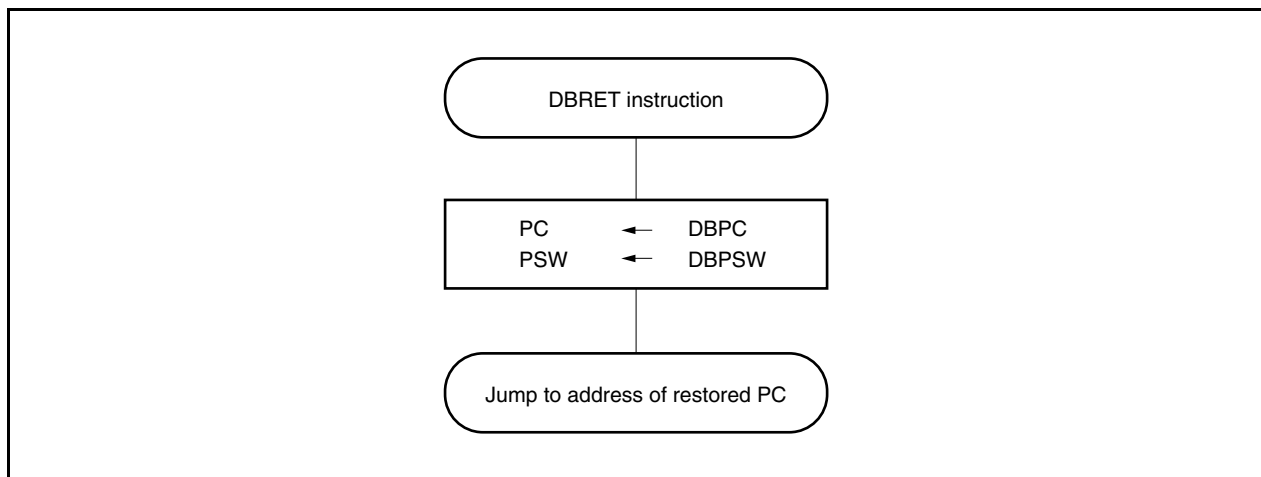 DBRET instruction
PC ← DBPC
PSW ← DBPSW
Jump to address of restored PC